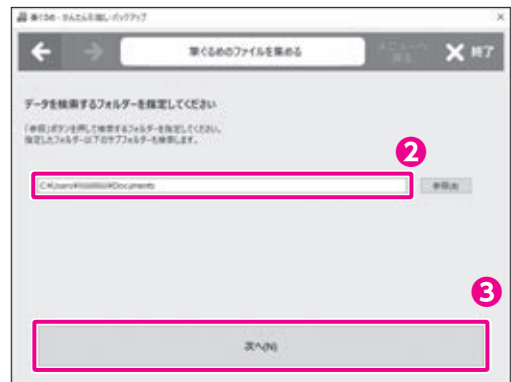 筆ぐるめ - かんたん引越し・バックアップ
筆ぐるめのファイルを集める
メニューへ
戻る
終了
データを検索するフォルダーを指定してください
「参照」ボタンを押して検索するフォルダーを指定してください。
指定したフォルダー以下のサブフォルダーも検索します。
2
C:¥Users¥ ¥Documents
参照(B)
3
次へ(N)